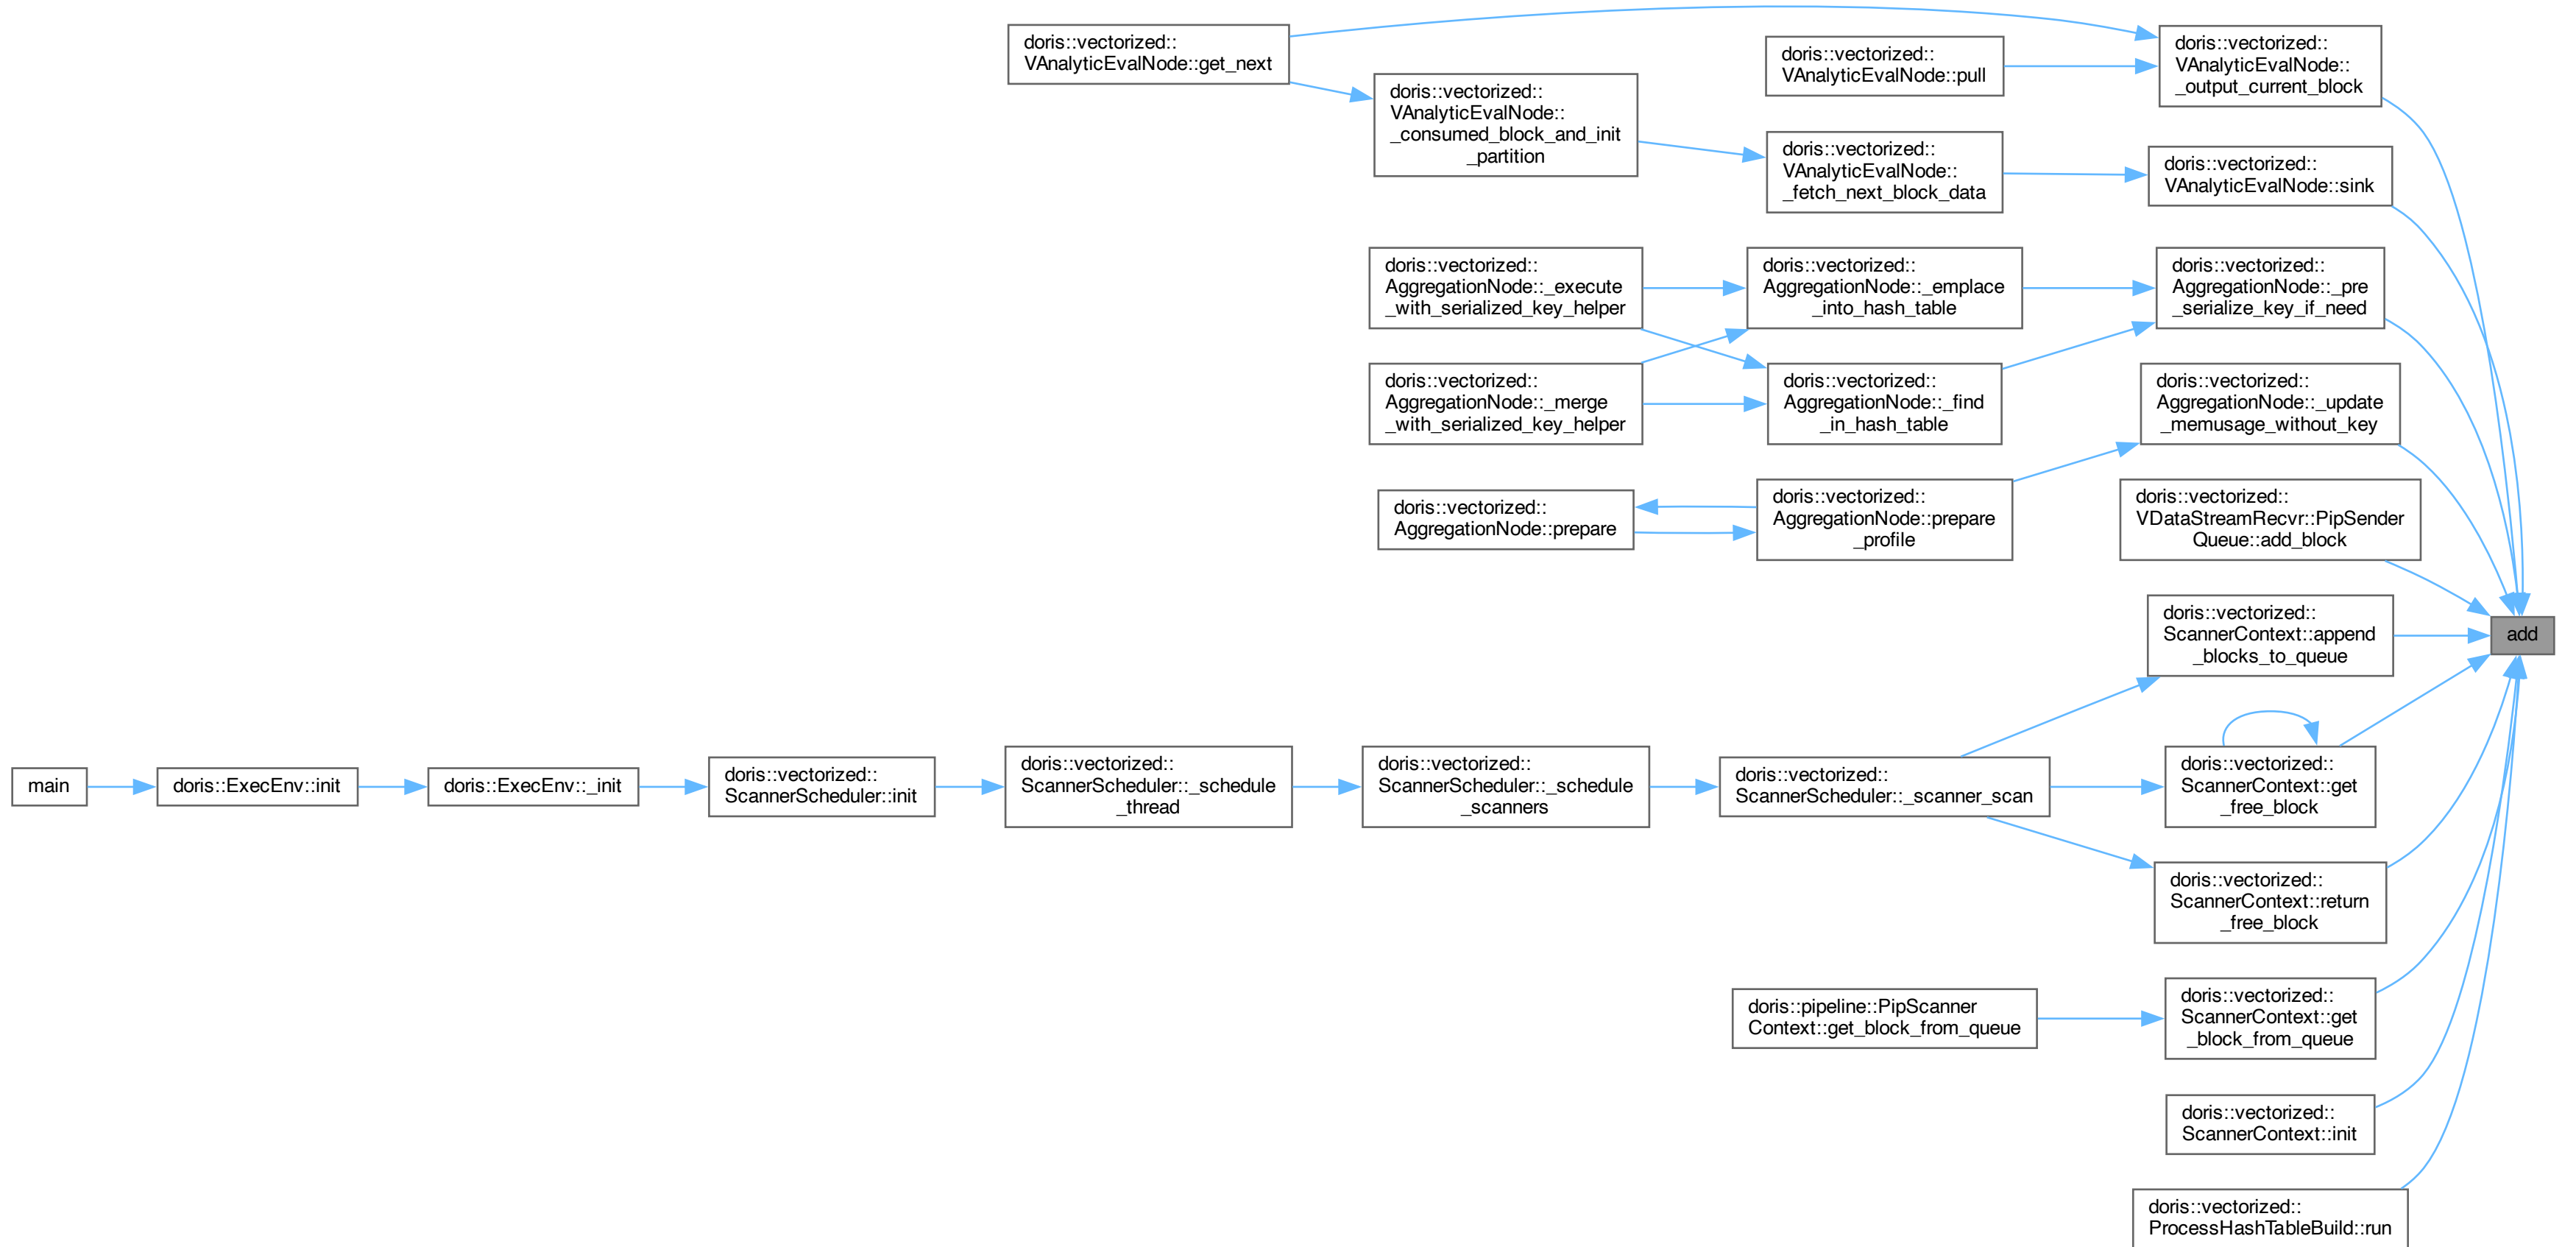 doris::vectorized::
VAnalyticEvalNode::get_next
doris::vectorized::
VAnalyticEvalNode::
_consumed_block_and_init
_partition
doris::vectorized::
VAnalyticEvalNode::pull
doris::vectorized::
VAnalyticEvalNode::
_output_current_block
doris::vectorized::
VAnalyticEvalNode::
_fetch_next_block_data
doris::vectorized::
VAnalyticEvalNode::sink
doris::vectorized::
AggregationNode::_execute
_with_serialized_key_helper
doris::vectorized::
AggregationNode::_emplace
_into_hash_table
doris::vectorized::
AggregationNode::_pre
_serialize_key_if_need
doris::vectorized::
AggregationNode::_merge
_with_serialized_key_helper
doris::vectorized::
AggregationNode::_find
_in_hash_table
doris::vectorized::
AggregationNode::_update
_memusage_without_key
doris::vectorized::
AggregationNode::prepare
doris::vectorized::
AggregationNode::prepare
_profile
doris::vectorized::
VDataStreamRecvr::PipSender
Queue::add_block
doris::vectorized::
ScannerContext::append
_blocks_to_queue
add
main
doris::ExecEnv::init
doris::ExecEnv::_init
doris::vectorized::
ScannerScheduler::init
doris::vectorized::
ScannerScheduler::_schedule
_thread
doris::vectorized::
ScannerScheduler::_schedule
_scanners
doris::vectorized::
ScannerScheduler::_scanner_scan
doris::vectorized::
ScannerContext::get
_free_block
doris::vectorized::
ScannerContext::return
_free_block
doris::pipeline::PipScanner
Context::get_block_from_queue
doris::vectorized::
ScannerContext::get
_block_from_queue
doris::vectorized::
ScannerContext::init
doris::vectorized::
ProcessHashTableBuild::run